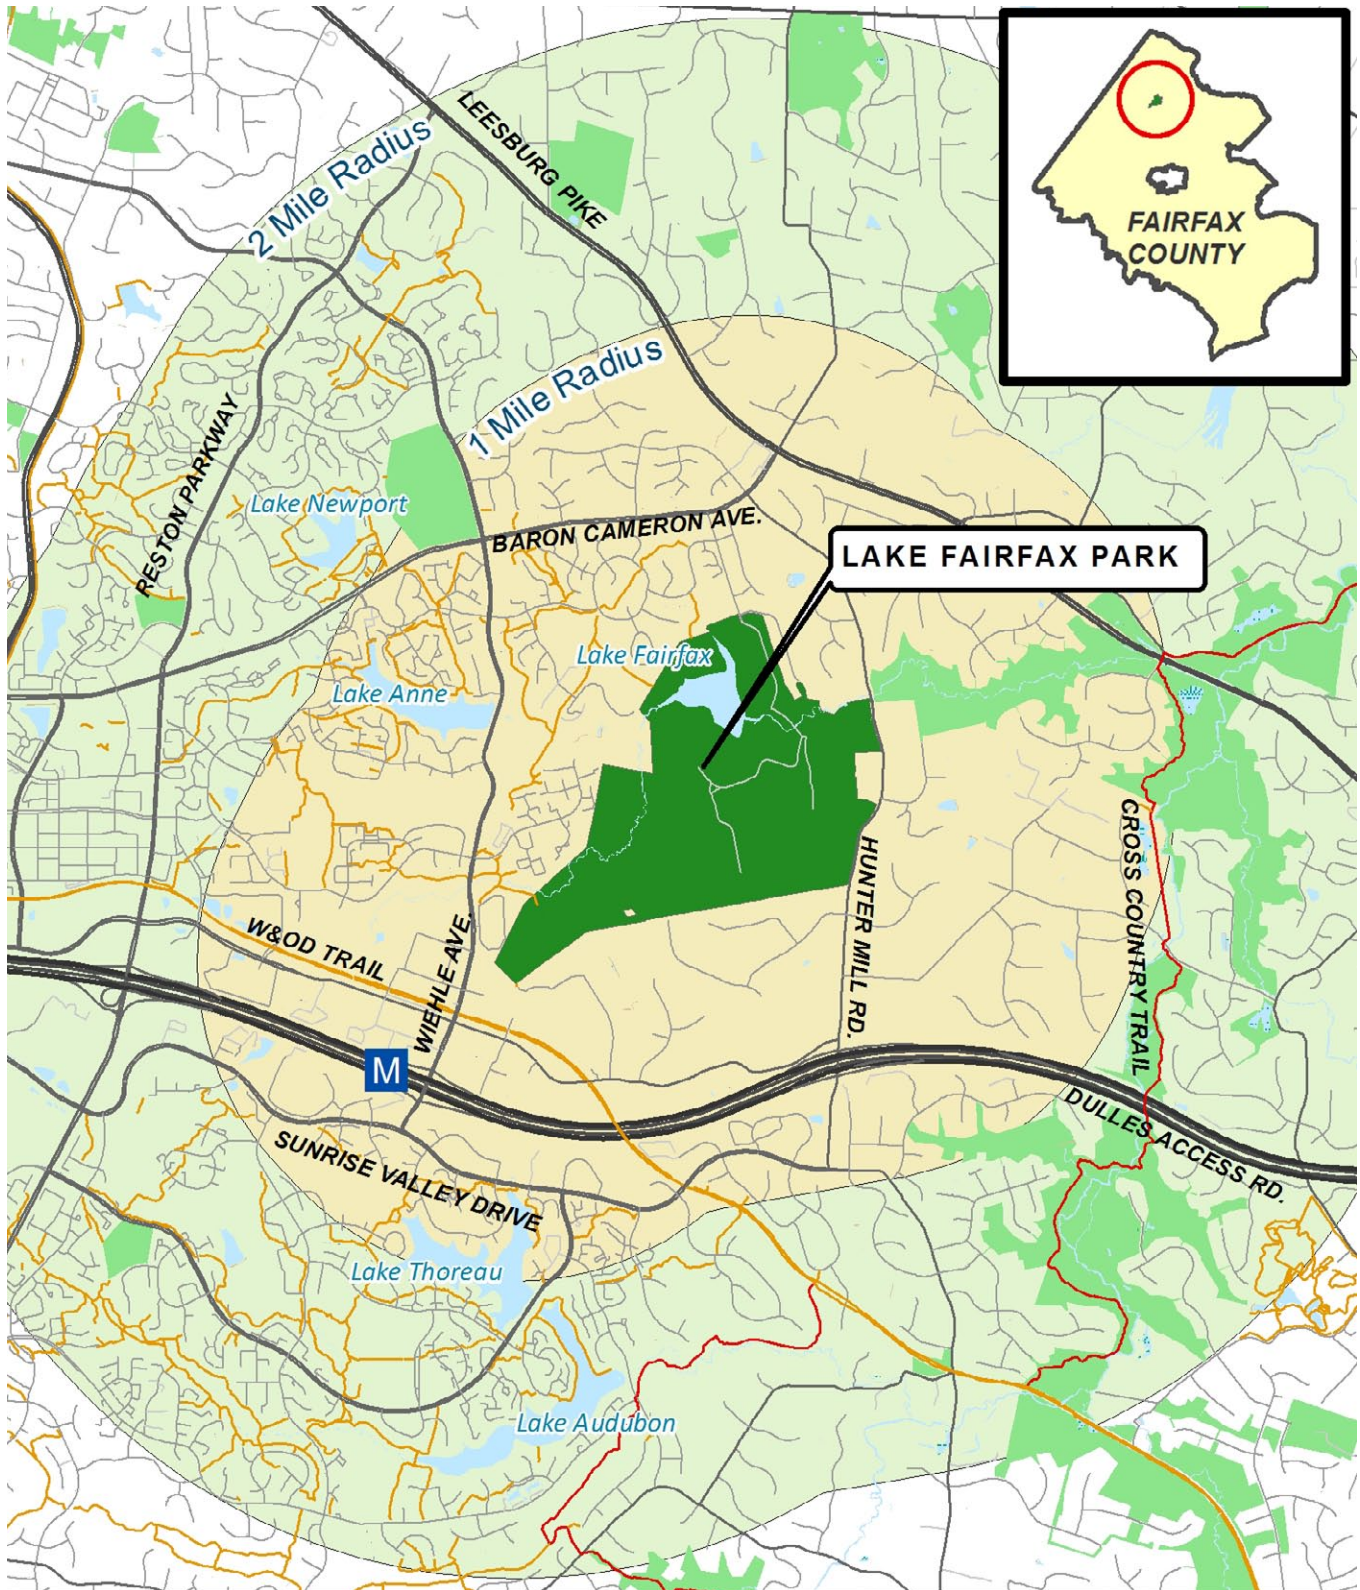 LEESBURG PIKE
2 Mile Radius
FAIRFAX
COUNTY
1 Mile Radius
RESTON PARKWAY
Lake Newport
BARON CAMERON AVE.
LAKE FAIRFAX PARK
Lake Fairfax
Lake Anne
CROSS COUNTRY TRAIL
HUNTER MILL RD.
W&OD TRAIL
WIEHLE AVE.
M
DULLES ACCESS RD.
SUNRISE VALLEY DRIVE
Lake Thoreau
Lake Audubon